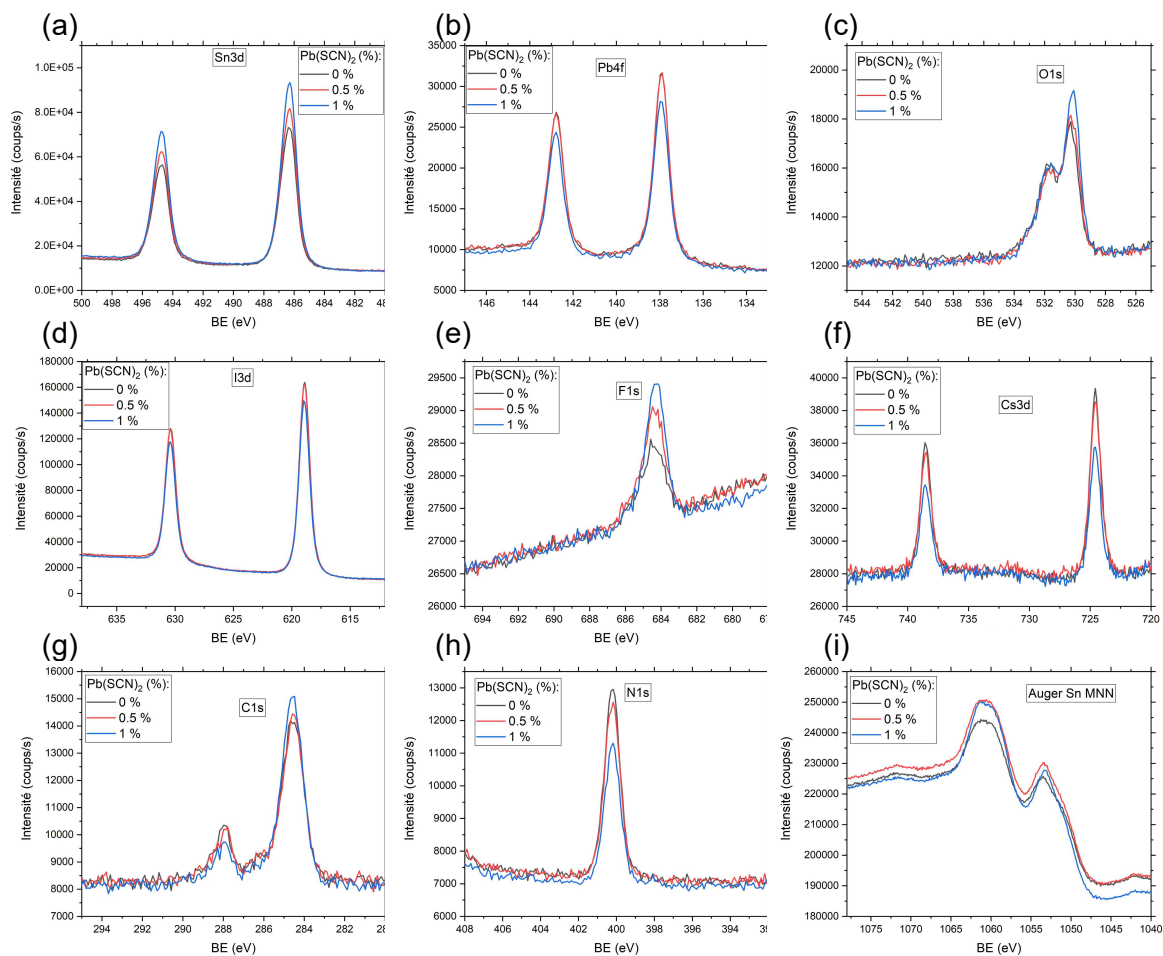 (a)
Sn3d
Pb(SCN)2 (%):
0 %
0.5 %
1 %
1.0E+05
8.0E+04
6.0E+04
4.0E+04
2.0E+04
0.0E+00
Intensité (coups/s)
500 498 496 494 492 490 488 486 484 482 480
BE (eV)
(b)
Pb4f
Pb(SCN)2 (%):
0 %
0.5 %
1 %
35000
30000
25000
20000
15000
10000
5000
Intensité (coups/s)
146 144 142 140 138 136 134
BE (eV)
(c)
O1s
Pb(SCN)2 (%):
0 %
0.5 %
1 %
20000
18000
16000
14000
12000
Intensité (coups/s)
544 542 540 538 536 534 532 530 528 526
BE (eV)
(d)
I3d
Pb(SCN)2 (%):
0 %
0.5 %
1 %
180000
160000
140000
120000
100000
80000
60000
40000
20000
0
Intensité (coups/s)
635 630 625 620 615
BE (eV)
(e)
F1s
Pb(SCN)2 (%):
0 %
0.5 %
1 %
30000
29500
29000
28500
28000
27500
27000
26500
26000
Intensité (coups/s)
694 692 690 688 686 684 682 680 678
BE (eV)
(f)
Cs3d
Pb(SCN)2 (%):
0 %
0.5 %
1 %
40000
38000
36000
34000
32000
30000
28000
26000
Intensité (coups/s)
745 740 735 730 725 720
BE (eV)
(g)
C1s
Pb(SCN)2 (%):
0 %
0.5 %
1 %
16000
15000
14000
13000
12000
11000
10000
9000
8000
7000
Intensité (coups/s)
294 292 290 288 286 284 282
BE (eV)
(h)
N1s
Pb(SCN)2 (%):
0 %
0.5 %
1 %
13000
12000
11000
10000
9000
8000
7000
6000
Intensité (coups/s)
408 406 404 402 400 398 396 394
BE (eV)
(i)
Auger Sn MNN
Pb(SCN)2 (%):
0 %
0.5 %
1 %
260000
250000
240000
230000
220000
210000
200000
190000
180000
Intensité (coups/s)
1075 1070 1065 1060 1055 1050 1045 1040
BE (eV)